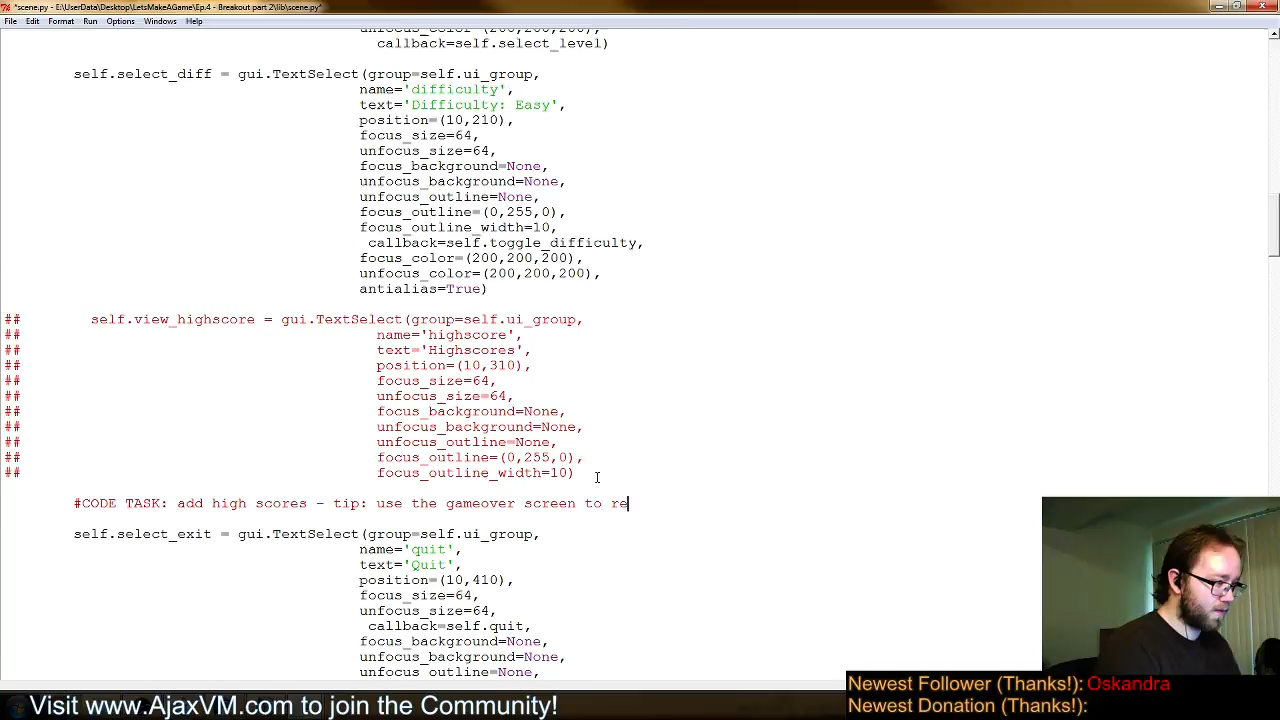 *scene.py - E:\UserData\Desktop\LetsMakeAGame\Ep.4 - Breakout part 2\lib\scene.py*
File Edit Format Run Options Windows Help
unfocus_color=(200,200,200),
callback=self.select_level)
self.select_diff = gui.TextSelect(group=self.ui_group,
name='difficulty',
text='Difficulty: Easy',
position=(10,210),
focus_size=64,
unfocus_size=64,
focus_background=None,
unfocus_background=None,
unfocus_outline=None,
focus_outline=(0,255,0),
focus_outline_width=10,
callback=self.toggle_difficulty,
focus_color=(200,200,200),
unfocus_color=(200,200,200),
antialias=True)
## self.view_highscore = gui.TextSelect(group=self.ui_group,
## name='highscore',
## text='Highscores',
## position=(10,310),
## focus_size=64,
## unfocus_size=64,
## focus_background=None,
## unfocus_background=None,
## unfocus_outline=None,
## focus_outline=(0,255,0),
## focus_outline_width=10)
#CODE TASK: add high scores - tip: use the gameover screen to re
self.select_exit = gui.TextSelect(group=self.ui_group,
name='quit',
text='Quit',
position=(10,410),
focus_size=64,
unfocus_size=64,
callback=self.quit,
focus_background=None,
unfocus_background=None,
unfocus_outline=None,
Visit www.AjaxVM.com to join the Community!
Newest Follower (Thanks!): Oskandra
Newest Donation (Thanks!):